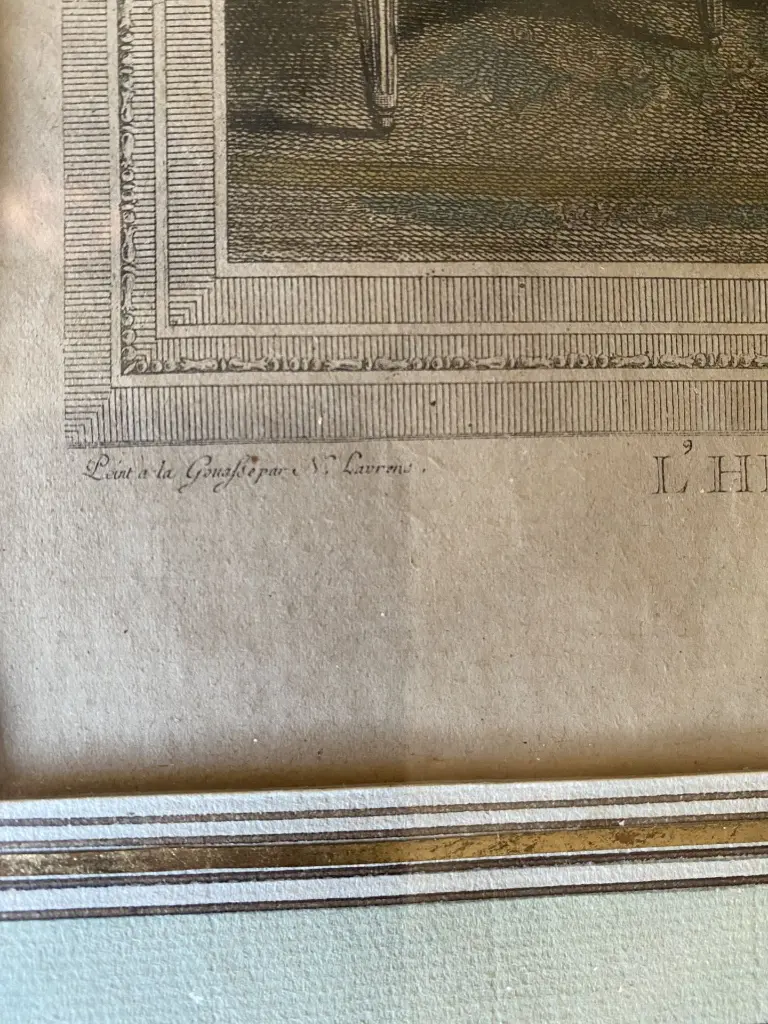 Peint a la Gouasse par N. Lavrens.
L'HE